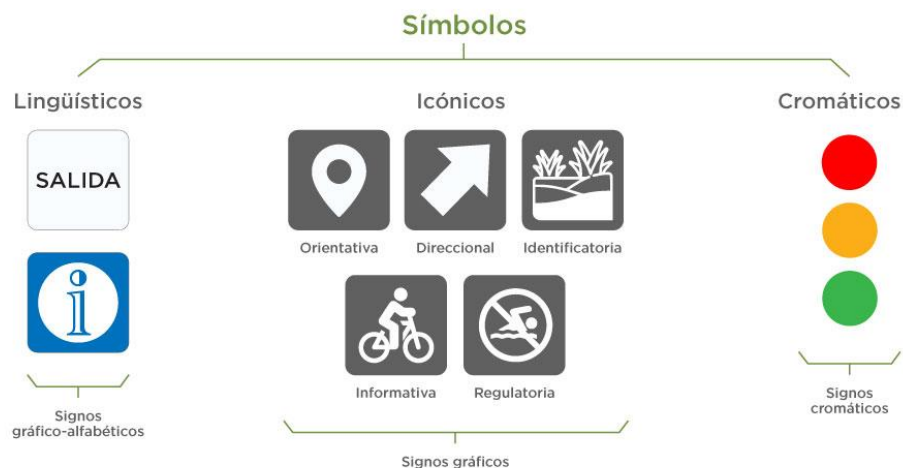 Símbolos
Lingüísticos
Icónicos
Cromáticos
SALIDA
i
Orientativa
Direccional
Identificatoria
Informativa
Regulatoria
Signos
gráfico-alfabéticos
Signos gráficos
Signos
cromáticos